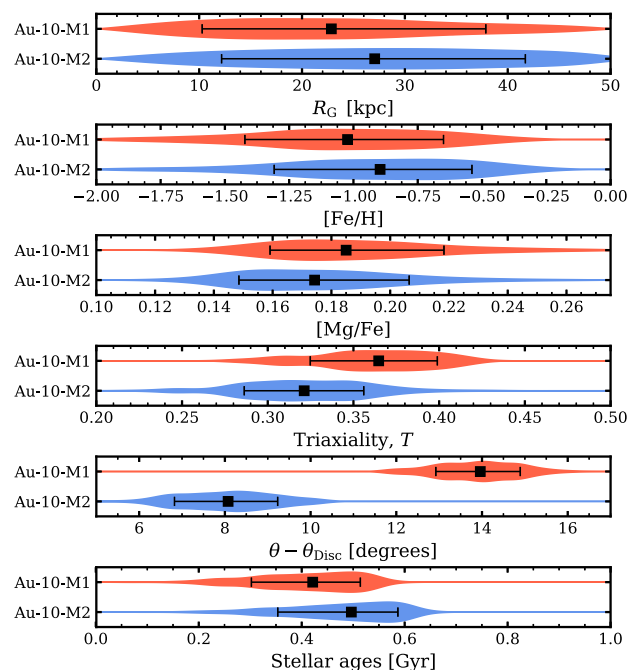 Au-10-M1
Au-10-M2
0 10 20 30 40 50
R_G [kpc]
Au-10-M1
Au-10-M2
−2.00 −1.75 −1.50 −1.25 −1.00 −0.75 −0.50 −0.25 0.00
[Fe/H]
Au-10-M1
Au-10-M2
0.10 0.12 0.14 0.16 0.18 0.20 0.22 0.24 0.26
[Mg/Fe]
Au-10-M1
Au-10-M2
0.20 0.25 0.30 0.35 0.40 0.45 0.50
Triaxiality, T
Au-10-M1
Au-10-M2
6 8 10 12 14 16
θ − θ_Disc [degrees]
Au-10-M1
Au-10-M2
0.0 0.2 0.4 0.6 0.8 1.0
Stellar ages [Gyr]